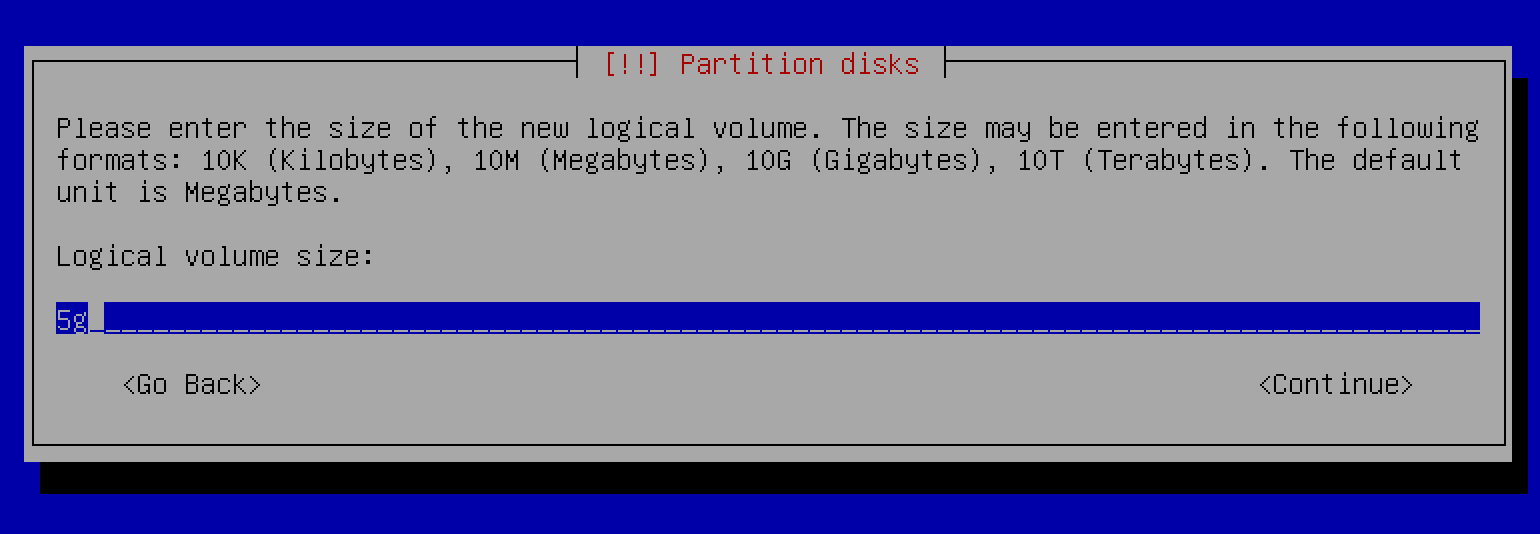 [!!] Partition disks
Please enter the size of the new logical volume. The size may be entered in the following
formats: 10K (Kilobytes), 10M (Megabytes), 10G (Gigabytes), 10T (Terabytes). The default
unit is Megabytes.
Logical volume size:
5g
<Go Back> <Continue>